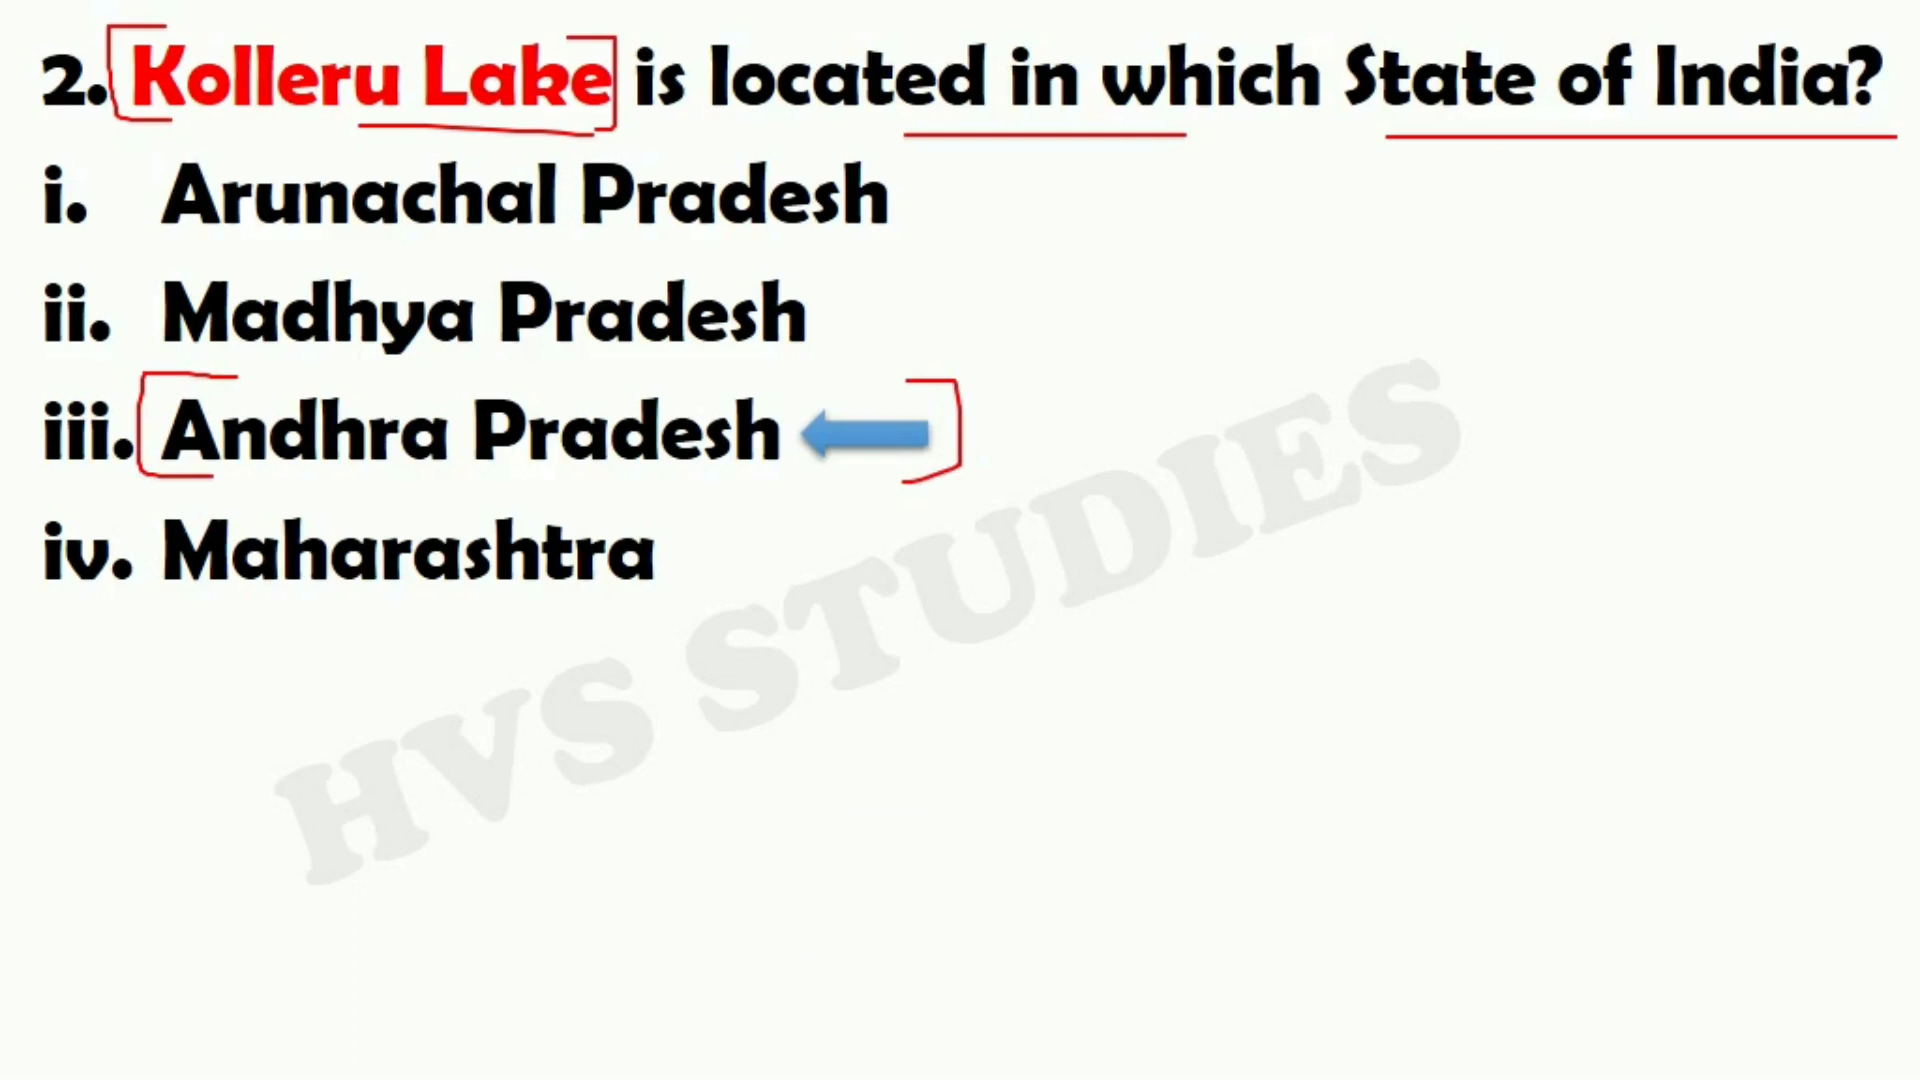 2. Kolleru Lake is located in which State of India?
i. Arunachal Pradesh
ii. Madhya Pradesh
iii. Andhra Pradesh
iv. Maharashtra
HVS STUDIES